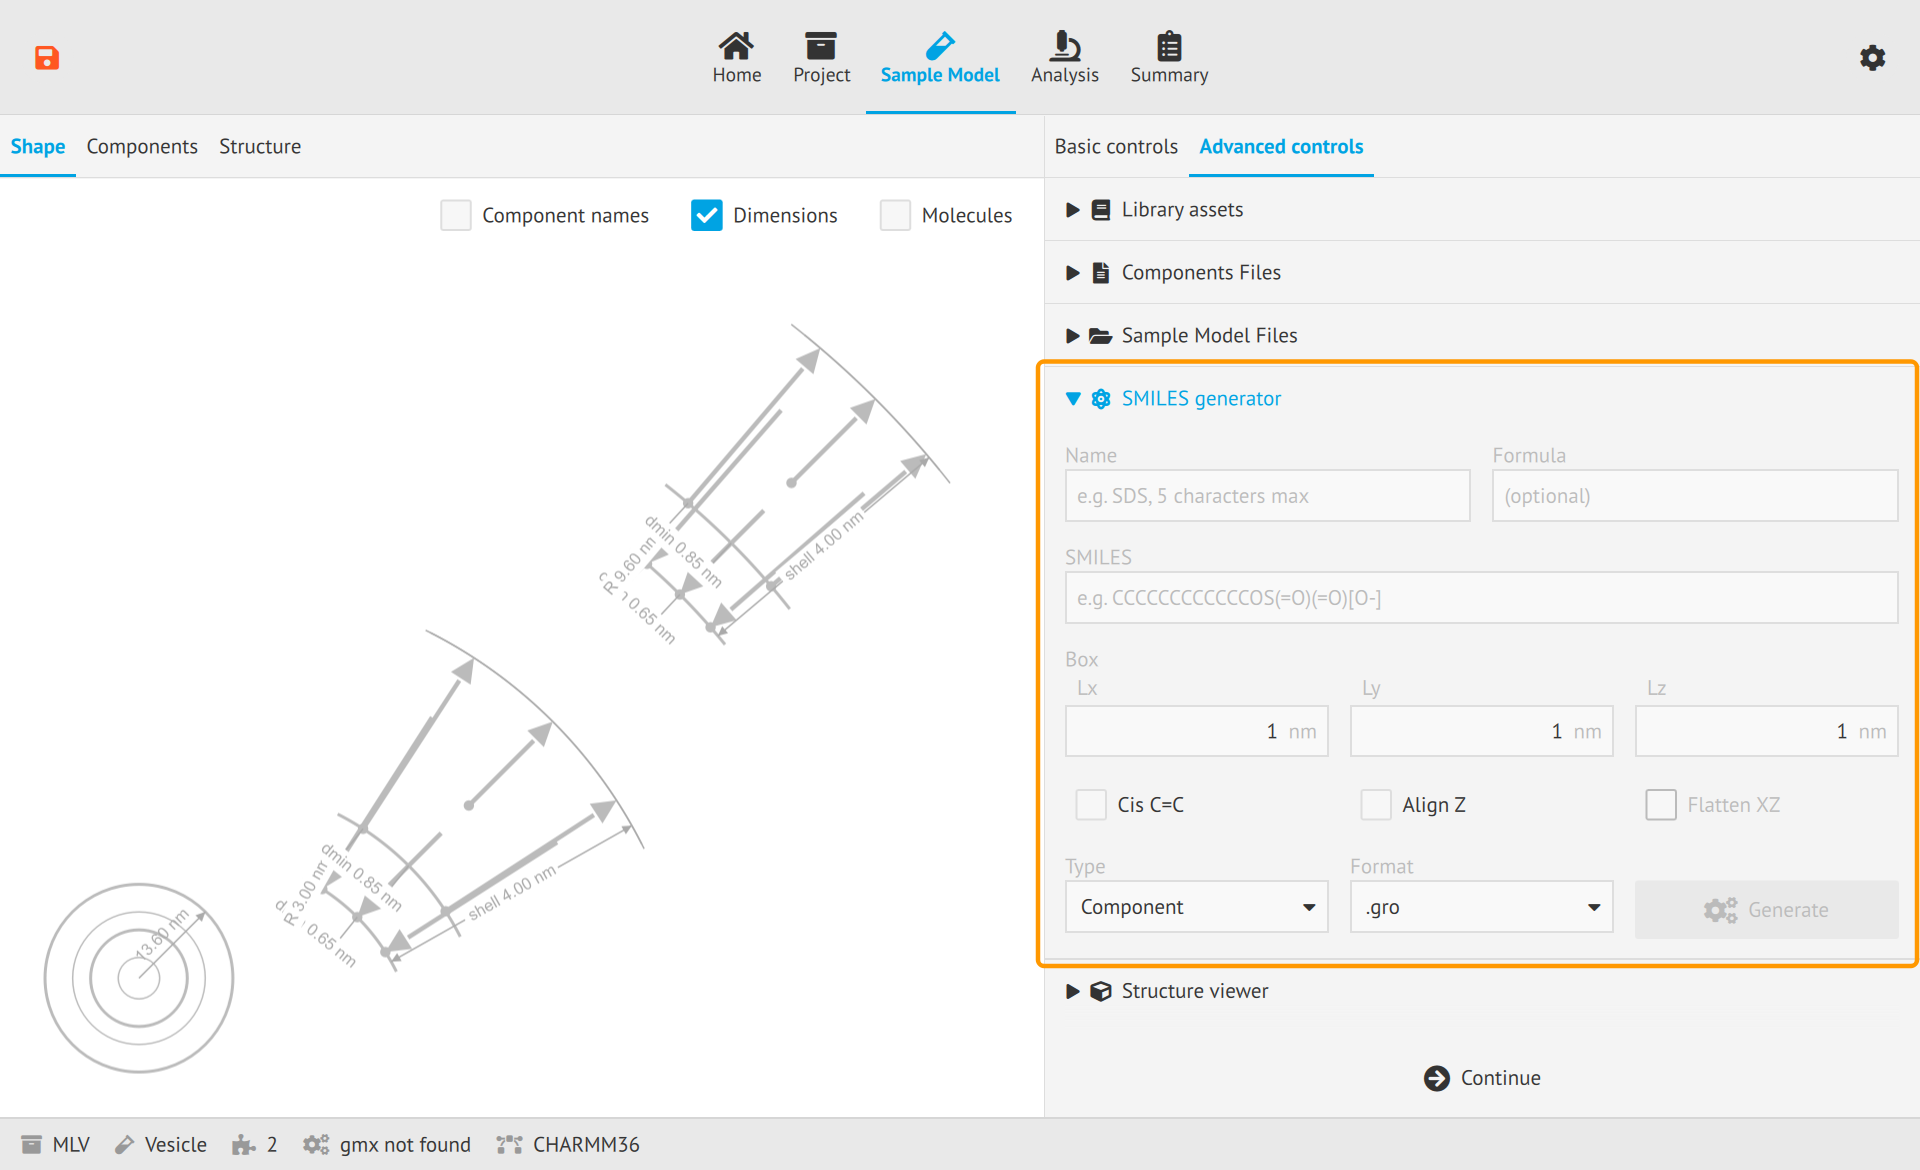 Home Project Sample Model Analysis Summary
Shape Components Structure
Basic controls Advanced controls
Component names Dimensions Molecules
dmin 0.85 nm
R 9.60 nm
0.65 nm
shell 4.00 nm
dmin 0.85 nm
R 3.00 nm
0.65 nm
shell 4.00 nm
13.60 nm
Library assets
Components Files
Sample Model Files
SMILES generator
Name Formula
e.g. SDS, 5 characters max (optional)
SMILES
e.g. CCCCCCCCCCCCOS(=O)(=O)[O-]
Box
Lx Ly Lz
1 nm 1 nm 1 nm
Cis C=C Align Z Flatten XZ
Type Format
Component .gro Generate
Structure viewer
Continue
MLV Vesicle 2 gmx not found CHARMM36